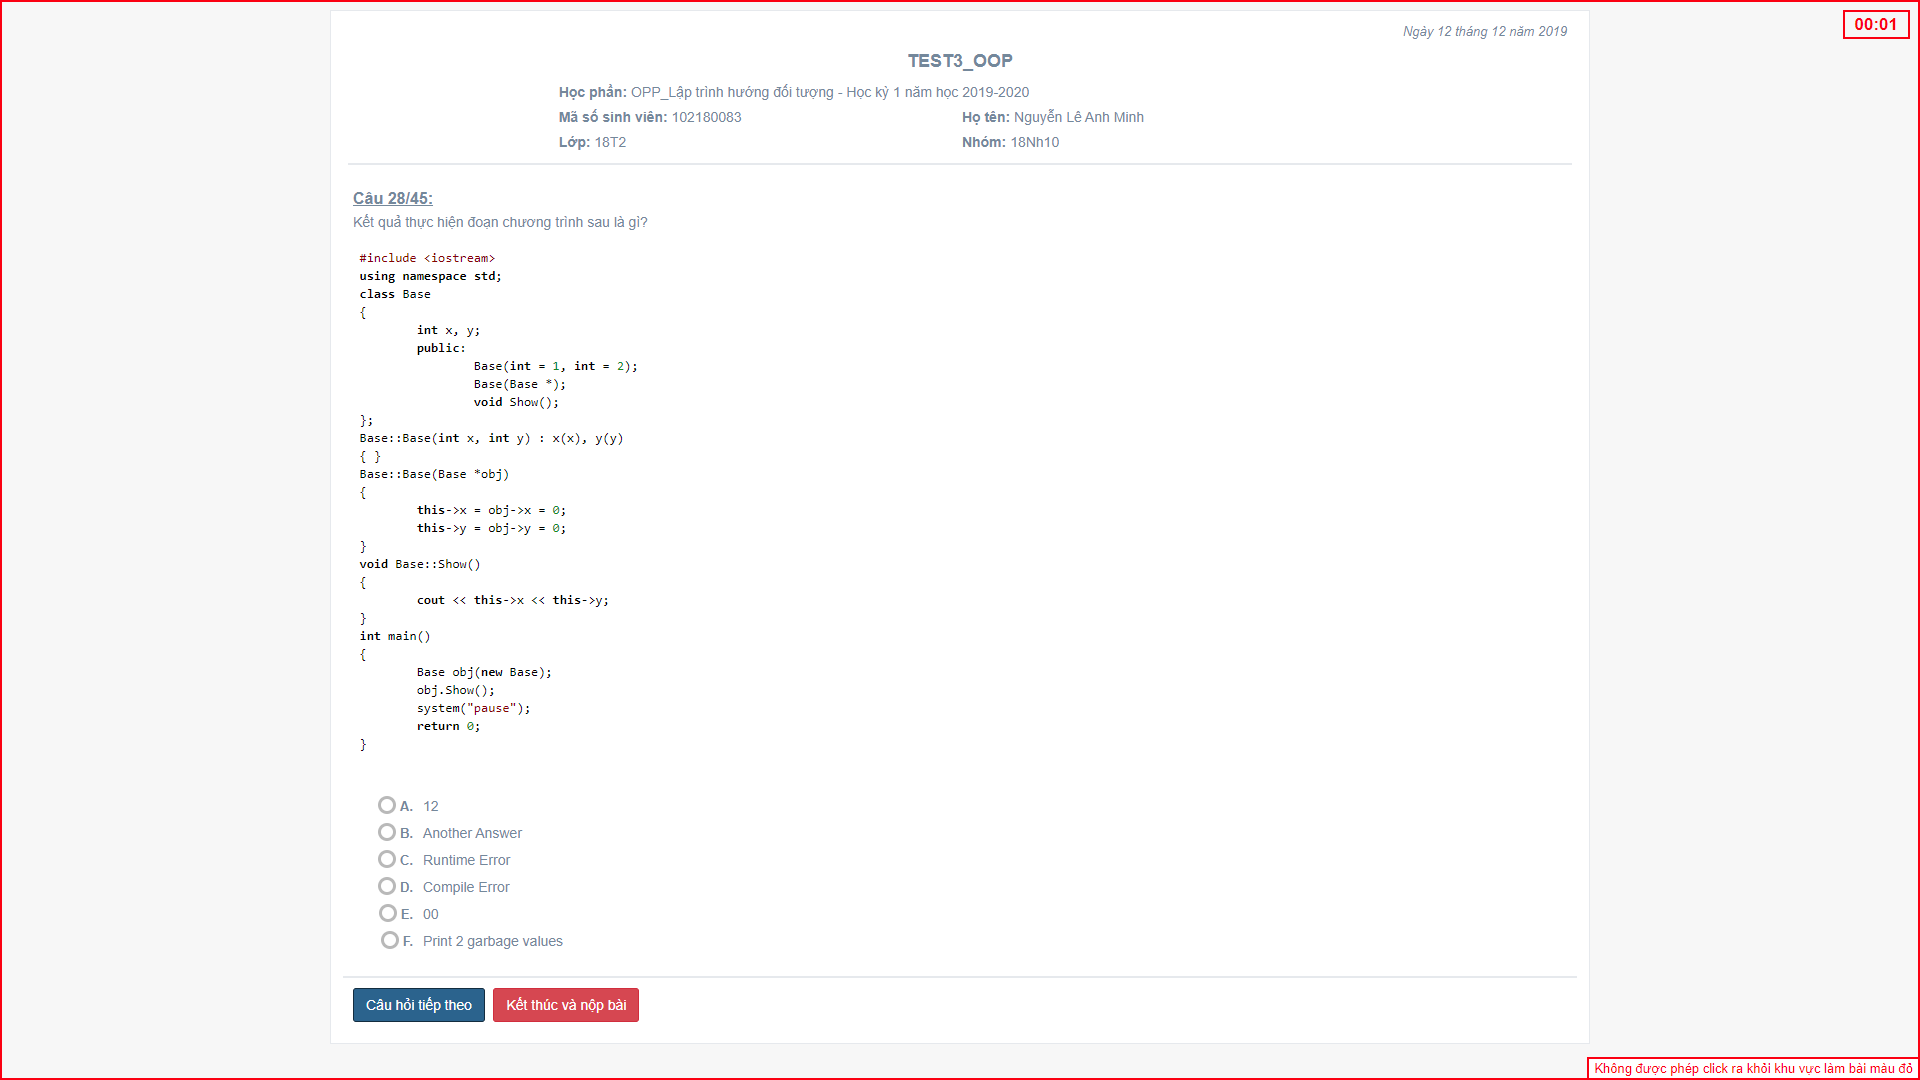 00:01
Ngày 12 tháng 12 năm 2019
TEST3_OOP
Học phần: OPP_Lập trình hướng đối tượng - Học kỳ 1 năm học 2019-2020
Mã số sinh viên: 102180083
Họ tên: Nguyễn Lê Anh Minh
Lớp: 18T2
Nhóm: 18Nh10
Câu 28/45:
Kết quả thực hiện đoạn chương trình sau là gì?
#include <iostream>
using namespace std;
class Base
{
int x, y;
public:
Base(int = 1, int = 2);
Base(Base *);
void Show();
};
Base::Base(int x, int y) : x(x), y(y)
{ }
Base::Base(Base *obj)
{
this->x = obj->x = 0;
this->y = obj->y = 0;
}
void Base::Show()
{
cout << this->x << this->y;
}
int main()
{
Base obj(new Base);
obj.Show();
system("pause");
return 0;
}
A. 12
B. Another Answer
C. Runtime Error
D. Compile Error
E. 00
F. Print 2 garbage values
Câu hỏi tiếp theo
Kết thúc và nộp bài
Không được phép click ra khỏi khu vực làm bài màu đỏ